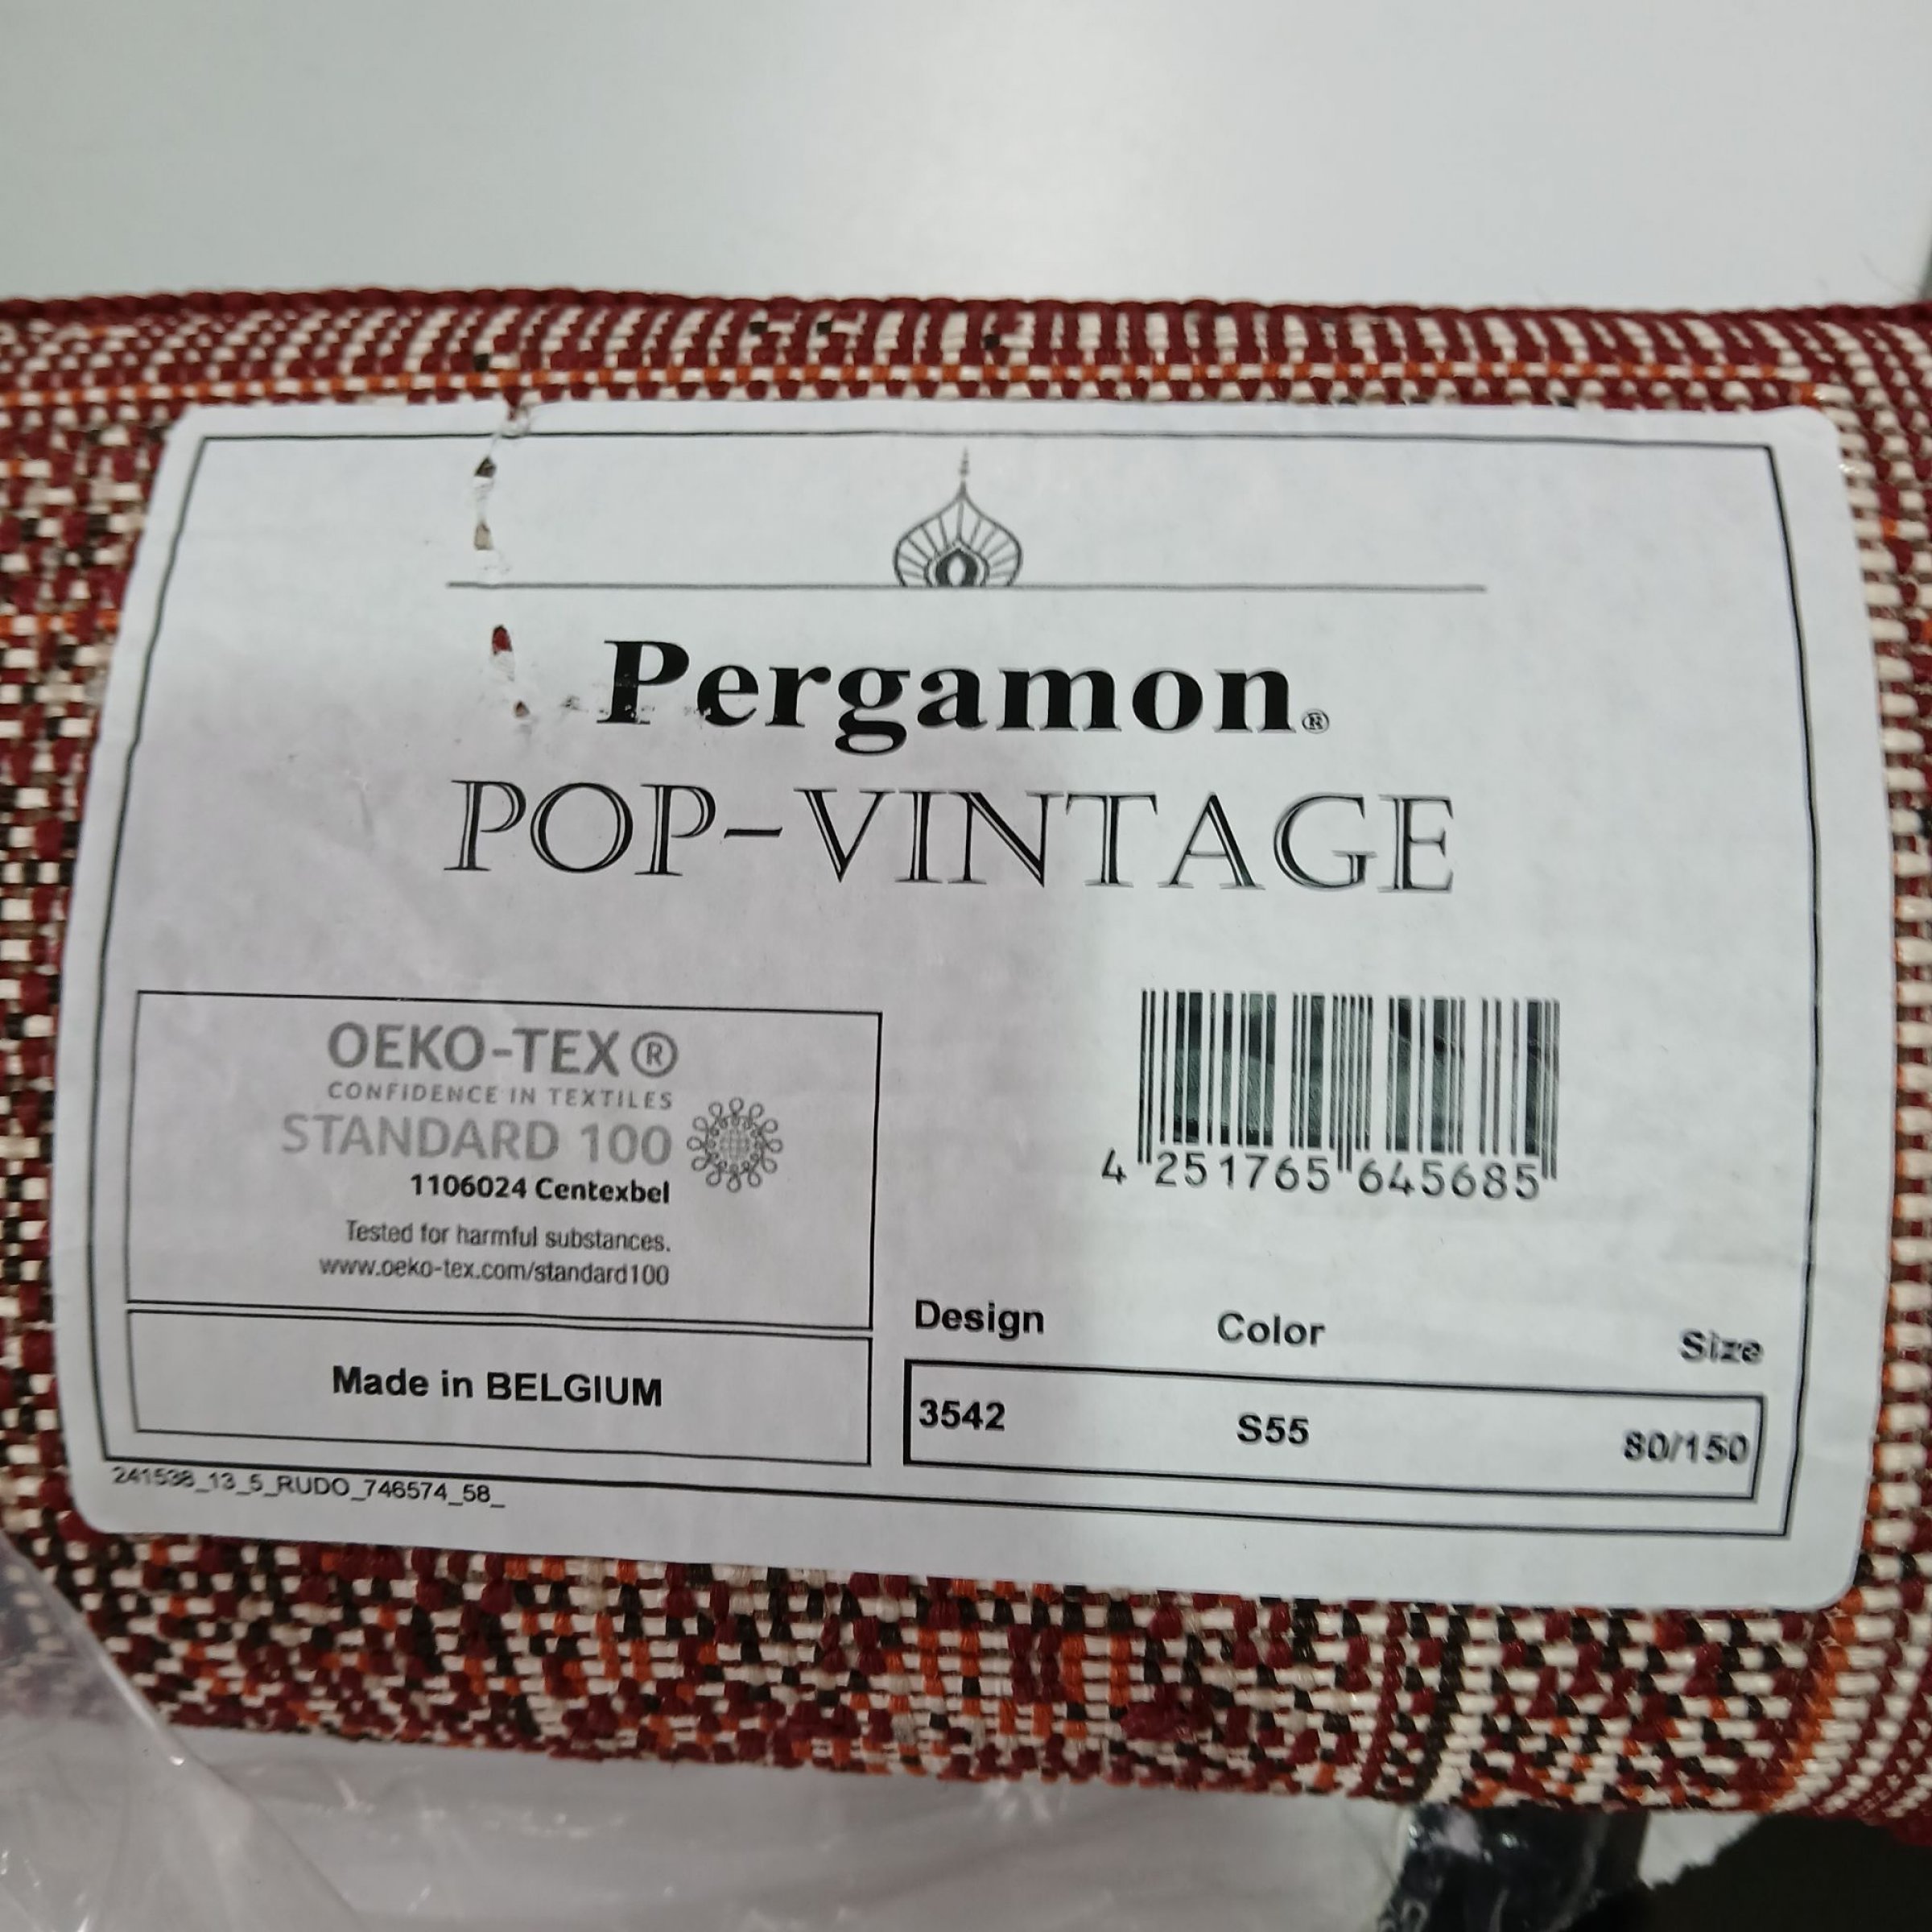 Pergamon®
POP-VINTAGE
OEKO-TEX®
CONFIDENCE IN TEXTILES
STANDARD 100
1106024 Centexbel
Tested for harmful substances.
www.oeko-tex.com/standard100
Made in BELGIUM
4 251765 645685
Design Color Size
3542 S55 80/150
241538_13_5_RUDO_746574_58_